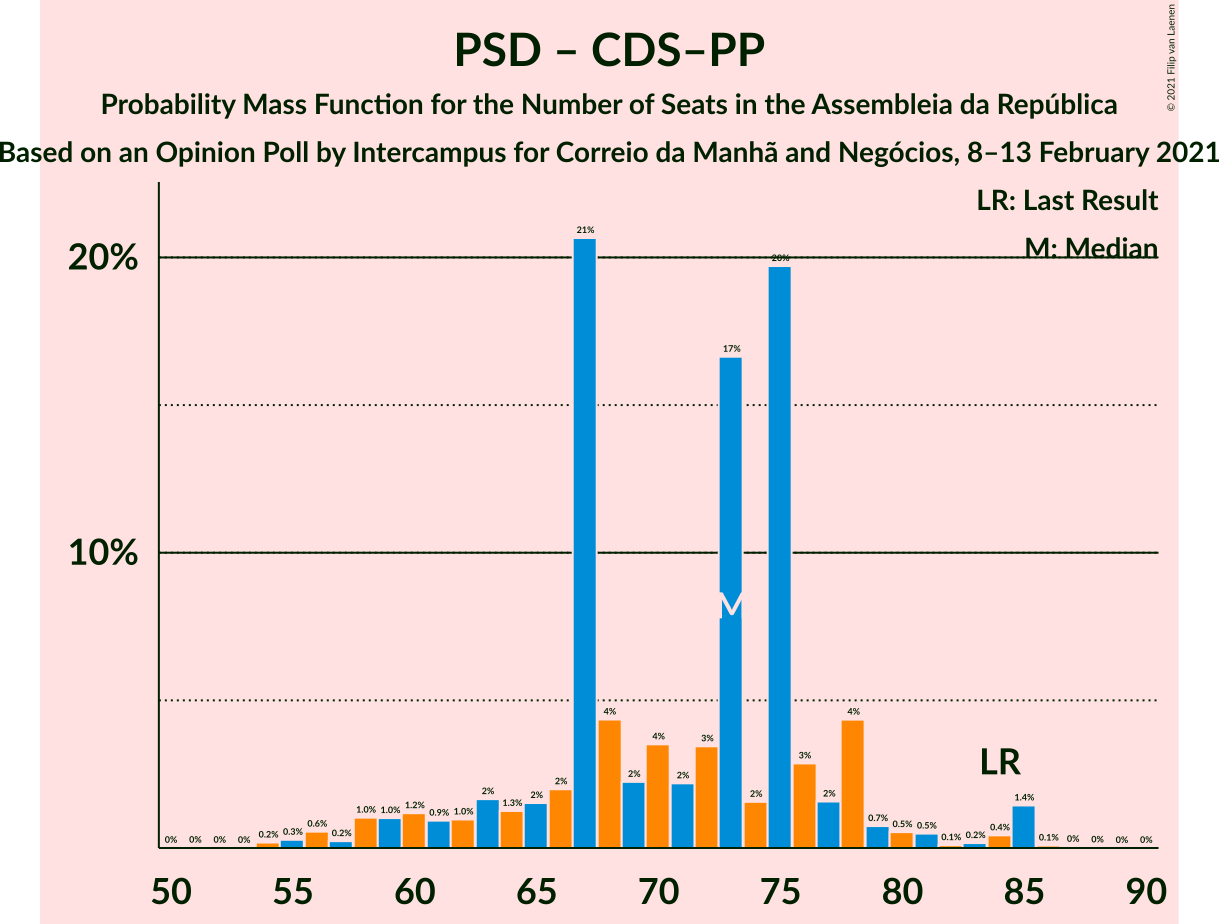 PSD – CDS–PP
© 2021 Filip van Laenen
Probability Mass Function for the Number of Seats in the Assembleia da República
Based on an Opinion Poll by Intercampus for Correio da Manhã and Negócios, 8–13 February 2021
LR: Last Result
M: Median
20%
10%
0% 0% 0% 0% 0.2% 0.3% 0.6% 0.2% 1.0% 1.0% 1.2% 0.9% 1.0% 2% 1.3% 2% 2% 21% 4% 2% 4% 2% 3% 17% 2% 20% 3% 2% 4% 0.7% 0.5% 0.5% 0.1% 0.2% 0.4% 1.4% 0.1% 0% 0% 0% 0%
M
LR
50 55 60 65 70 75 80 85 90